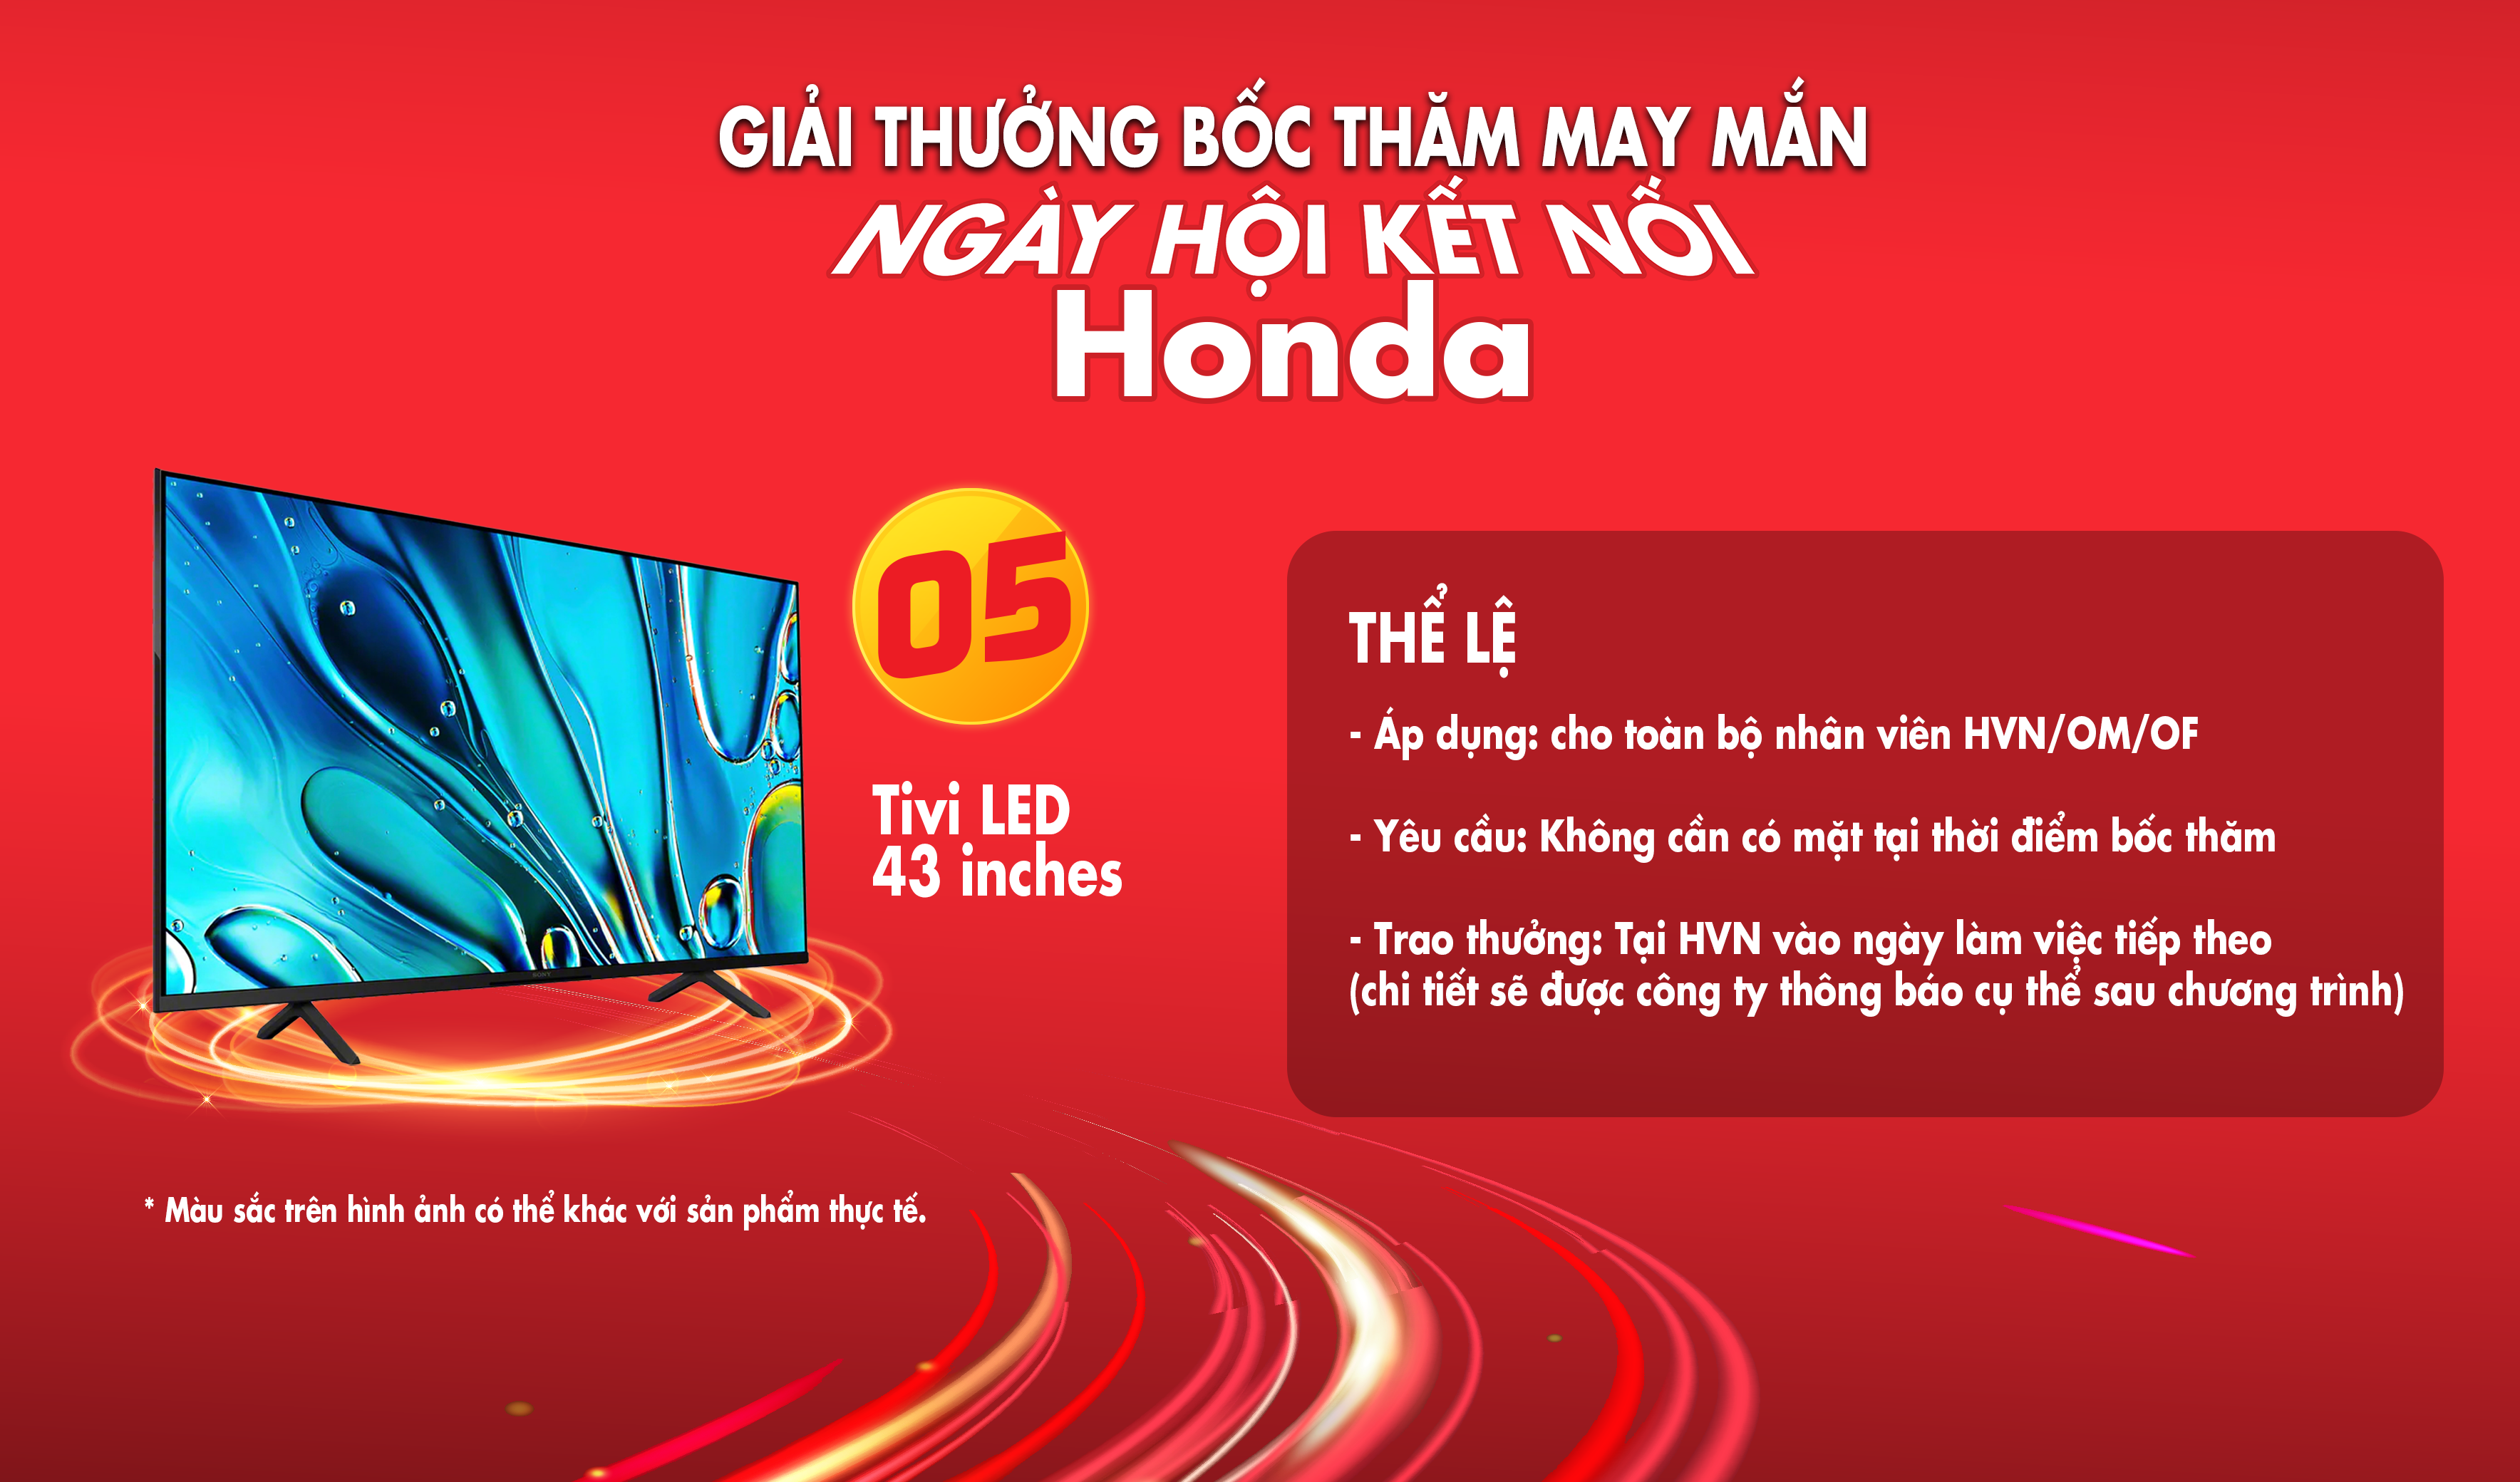 GIẢI THƯỞNG BỐC THĂM MAY MẮN
NGÀY HỘI KẾT NỐI
Honda
05
Tivi LED
43 inches
SONY
THỂ LỆ
- Áp dụng: cho toàn bộ nhân viên HVN/OM/OF
- Yêu cầu: Không cần có mặt tại thời điểm bốc thăm
- Trao thưởng: Tại HVN vào ngày làm việc tiếp theo
(chi tiết sẽ được công ty thông báo cụ thể sau chương trình)
* Màu sắc trên hình ảnh có thể khác với sản phẩm thực tế.